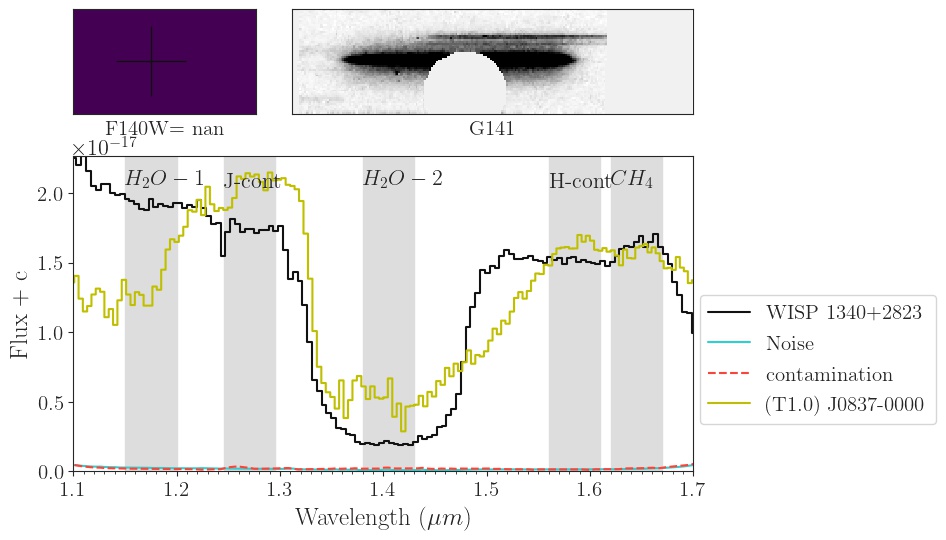 F140W= nan
G141
×10⁻¹⁷
H₂O − 1
J-cont
H₂O − 2
H-cont
CH₄
2.0
1.5
1.0
0.5
0.0
Flux + c
1.1
1.2
1.3
1.4
1.5
1.6
1.7
Wavelength (μm)
WISP 1340+2823
Noise
contamination
(T1.0) J0837-0000